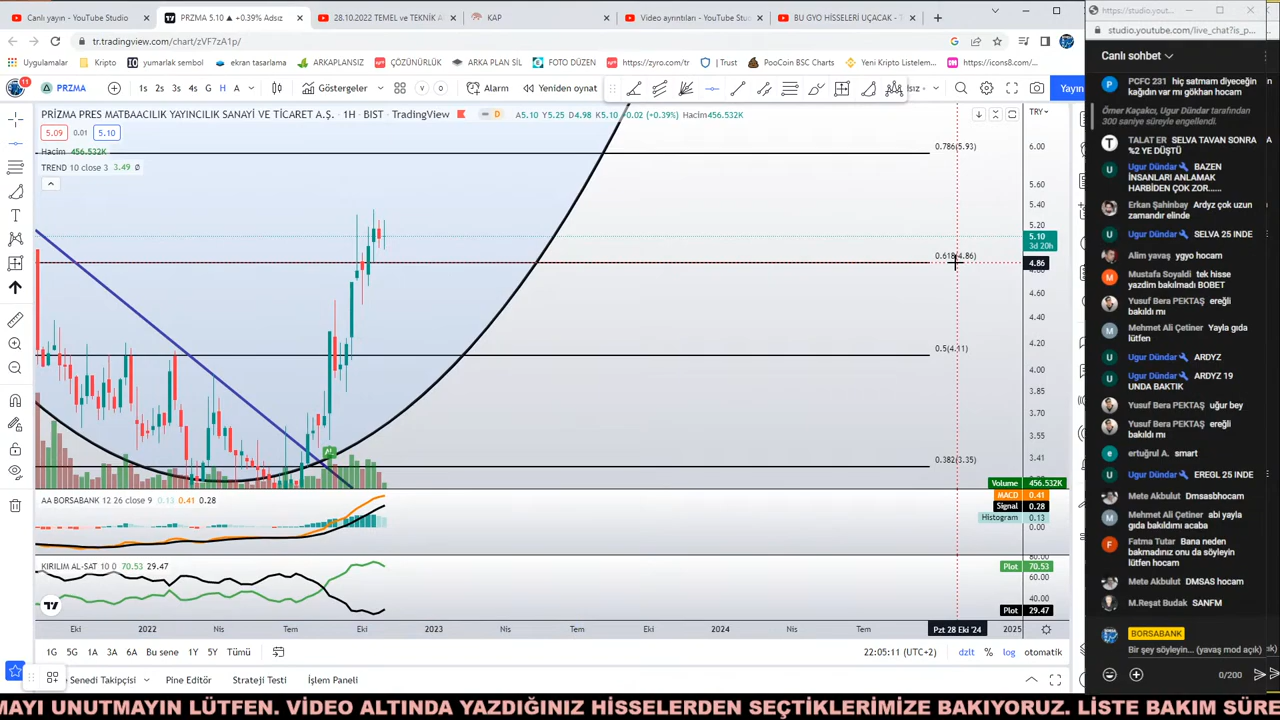 Canlı yayın - YouTube Studio
PRZMA 5.10 ▲ +0.39% Adsız
28.10.2022 TEKNİK VE TEKNİK T
KAP
Video ayrıntıları - YouTube Studio
BU GYO HİSSELERİ UÇACAK - T
tr.tradingview.com/chart/zVF7zA1p/
Uygulamalar
Kripto
yumarlak sembol
ekran tasarlama
ARKAPLANSIZ
ARKA PLAN SİL
FOTO DÜZEN
https://zyro.com/tr
Trust
PooCoin BSC Charts
Yeni Kripto Listelem...
https://icons8.com/...
11
PRZMA
1s 2s 3s 4s G H A
Göstergeler
Alarm
Yeniden oynat
Yayın
PRİZMA PRES MATBAACILIK YAYINCILIK SANAYİ VE TİCARET A.Ş. · 1H · BIST · TradingView
D
A5.10 Y5.25 D4.98 K5.10 +0.02 (+0.39%) Hacim456.532K
TRY
5.09 0.01 5.10
Hacim 456.532K
TREND 10 close 3 3.49 Ø
0.786(5.93)
0.618(4.86)
0.5(4.11)
0.382(3.35)
6.00
5.60
5.40
5.20
5.10
3d 20h
4.86
4.60
4.40
4.20
4.00
3.85
3.70
3.55
3.41
AL
Volume 456.532K
AA BORSABANK 12 26 close 9 0.13 0.41 0.28
MACD 0.41
Signal 0.28
Histogram 0.13
0.00
80.00
KIRILIM AL-SAT 10 0 70.53 29.47
Plot 70.53
60.00
40.00
Plot 29.47
Eki 2022 Nis Tem 2023 Nis Tem Eki 2024 Nis Tem Pzt 28 Eki '24 2025
1G 5G 1A 3A 6A Bu sene 1Y 5Y Tümü
22:05:11 (UTC+2)
dzlt % log otomatik
Senedi Takipçisi
Pine Editör
Strateji Testi
İşlem Paneli
https://studio.yout...
studio.youtube.com/live_chat?is_p...
Canlı sohbet
PCFC 231 hiç satmam diyeceğin
kağıdın var mı gökhan hocam
Ömer Kaçakcı, Ugur Dündar tarafından
300 saniye süreyle engellendi.
TALAT ER SELVA TAVAN SONRA
%2 YE DÜŞTÜ
Ugur Dündar BAZEN
İNSANLARI ANLAMAK
HARBİDEN ÇOK ZOR......
Erkan Şahinbay Ardyz çok uzun
zamandır elinde
Ugur Dündar SELVA 25 INDE
Alim yavaş ygyo hocam
Mustafa Soyaldi tek hisse
yazdim bakılmadı BOBET
Yusuf Bera PEKTAŞ ereğli
bakıldı mı
Mehmet Ali Çetiner Yayla gıda
lütfen
Ugur Dündar ARDYZ
Ugur Dündar ARDYZ 19
UNDA BAKTIK
Yusuf Bera PEKTAŞ uğur bey
Yusuf Bera PEKTAŞ ereğli
bakıldı mı
ertuğrul A. smart
Ugur Dündar EREGL 25 INDE
Mete Akbulut Dmsasbhocam
Mehmet Ali Çetiner abi yayla
gıda bakıldımı acaba
Fatma Tutar Bana neden
bakmadınız onu da söyleyin
lütfen hocam
Mete Akbulut DMSAS hocam
M.Reşat Budak SANFM
BORSABANK
Bir şey söyleyin... (yavaş mod açık)
0/200
MAYI UNUTMAYIN LÜTFEN. VİDEO ALTINDA YAZDIĞINIZ HİSSELERDEN SEÇTİKLERİMİZE BAKIYORUZ. LİSTE BAKIM SÜRE